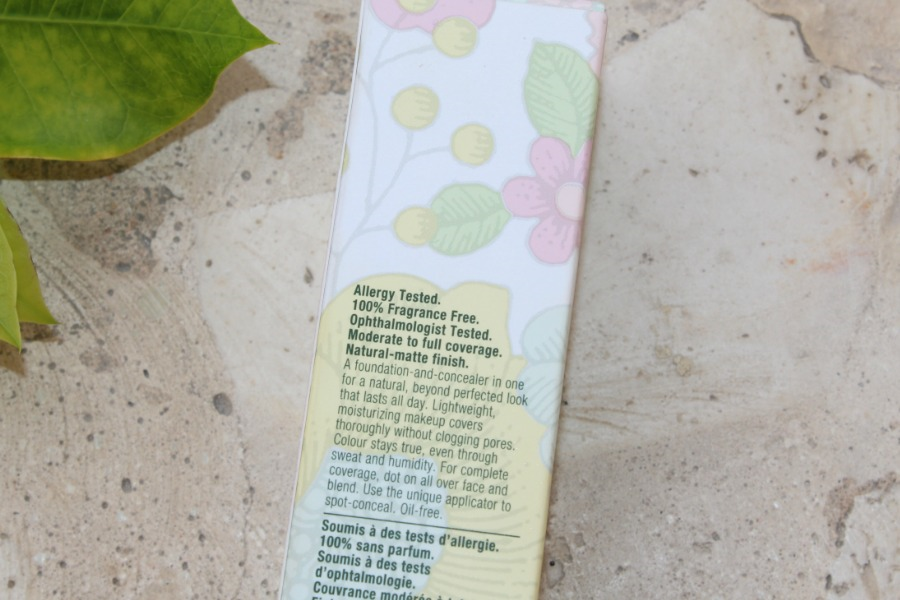 Allergy Tested.
100% Fragrance Free.
Ophthalmologist Tested.
Moderate to full coverage.
Natural-matte finish.
A foundation-and-concealer in one
for a natural, beyond perfected look
that lasts all day. Lightweight,
moisturizing makeup covers
thoroughly without clogging pores.
Colour stays true, even through
sweat and humidity. For complete
coverage, dot on all over face and
blend. Use the unique applicator to
spot-conceal. Oil-free.
Soumis à des tests d'allergie.
100% sans parfum.
Soumis à des tests
d'ophtalmologie.
Couvrance modérée à